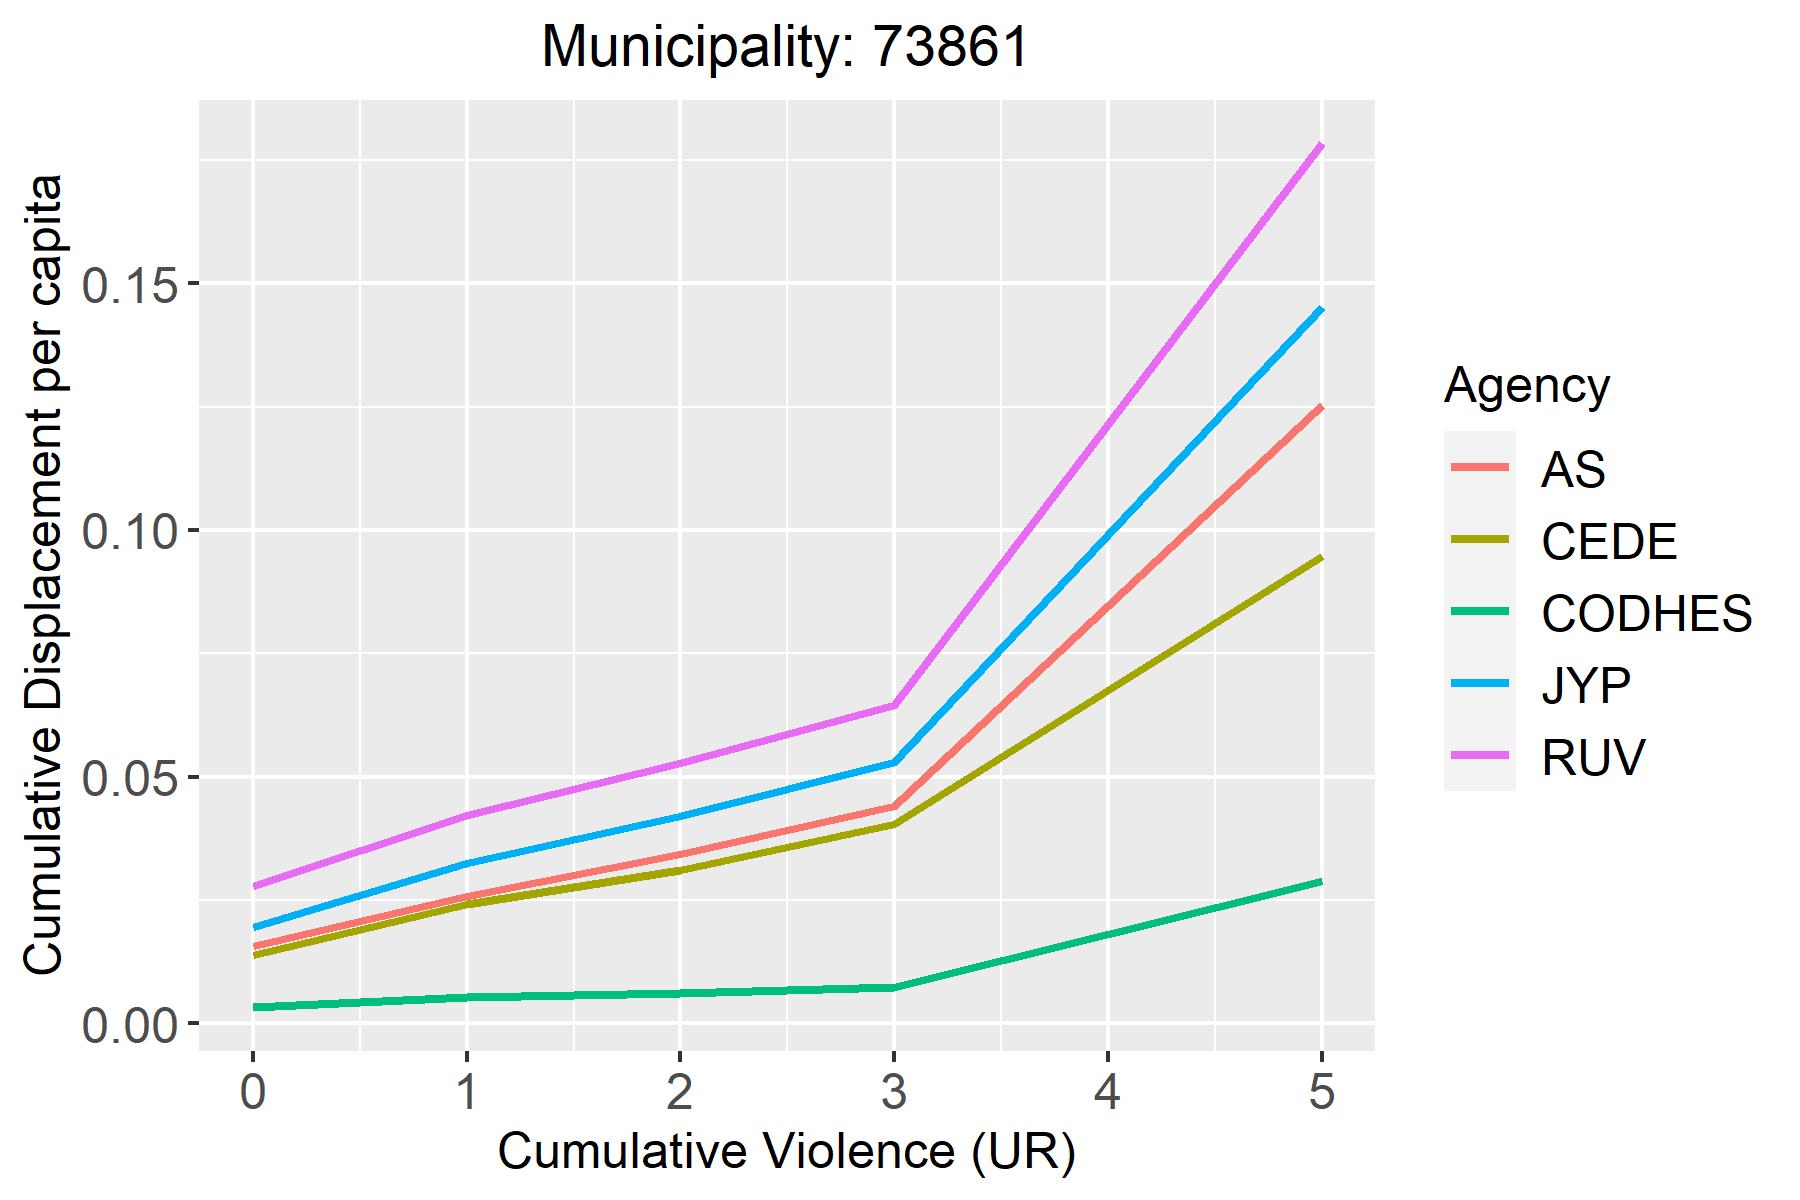 Municipality: 73861
Cumulative Displacement per capita
0.15
0.10
0.05
0.00
0 1 2 3 4 5
Cumulative Violence (UR)
Agency
AS
CEDE
CODHES
JYP
RUV